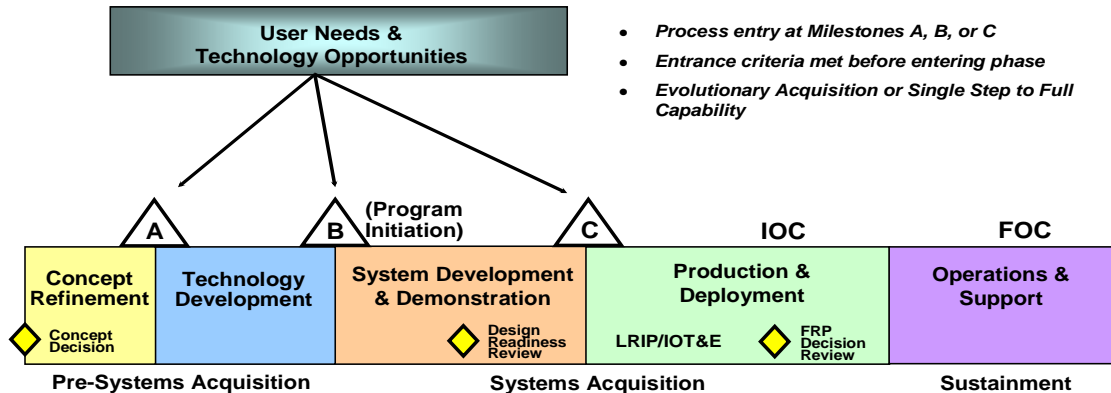 User Needs &
Technology Opportunities
• Process entry at Milestones A, B, or C
• Entrance criteria met before entering phase
• Evolutionary Acquisition or Single Step to Full
Capability
A
B
(Program
Initiation)
C
IOC
FOC
Concept
Refinement
Technology
Development
System Development
& Demonstration
Production &
Deployment
Operations &
Support
Concept
Decision
Design
Readiness
Review
LRIP/IOT&E
FRP
Decision
Review
Pre-Systems Acquisition
Systems Acquisition
Sustainment